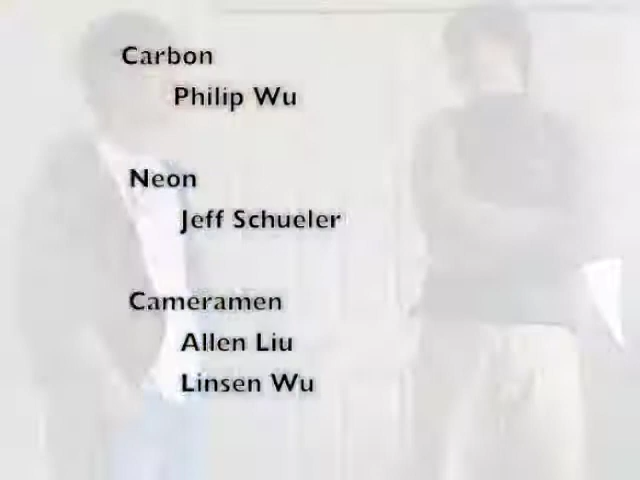 Carbon
Philip Wu
Neon
Jeff Schueler
Cameramen
Allen Liu
Linsen Wu